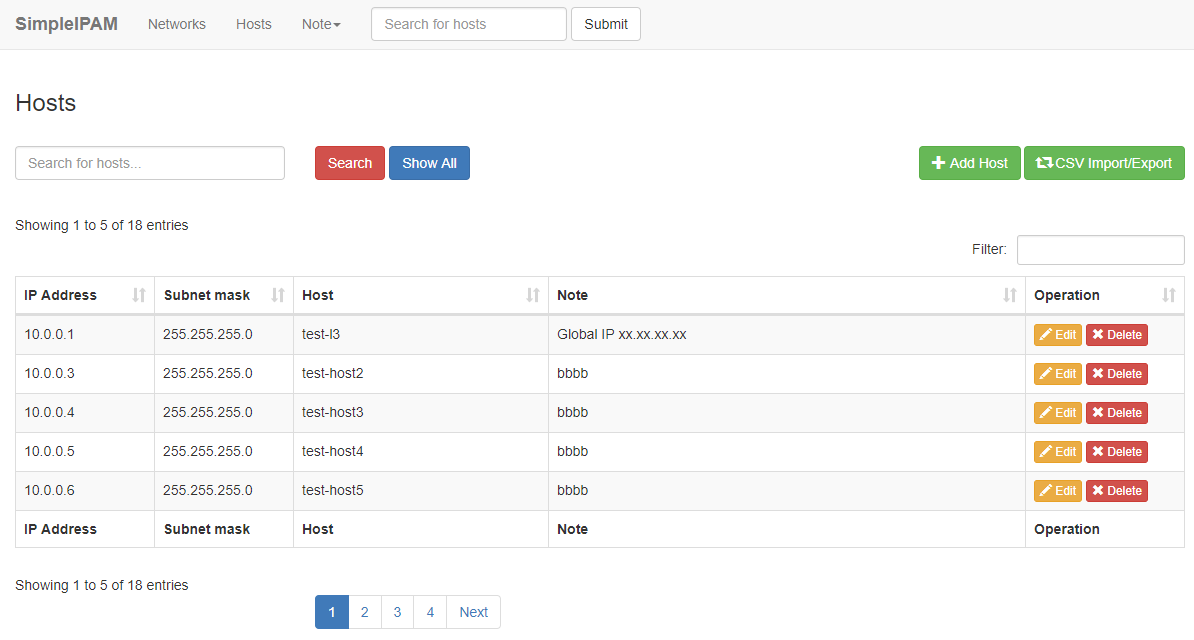 SimpleIPAM Networks Hosts Note Search for hosts Submit
Hosts
Search for hosts... Search Show All Add Host CSV Import/Export
Showing 1 to 5 of 18 entries
Filter:
IP Address Subnet mask Host Note Operation
10.0.0.1 255.255.255.0 test-l3 Global IP xx.xx.xx.xx Edit Delete
10.0.0.3 255.255.255.0 test-host2 bbbb Edit Delete
10.0.0.4 255.255.255.0 test-host3 bbbb Edit Delete
10.0.0.5 255.255.255.0 test-host4 bbbb Edit Delete
10.0.0.6 255.255.255.0 test-host5 bbbb Edit Delete
IP Address Subnet mask Host Note Operation
Showing 1 to 5 of 18 entries
1 2 3 4 Next